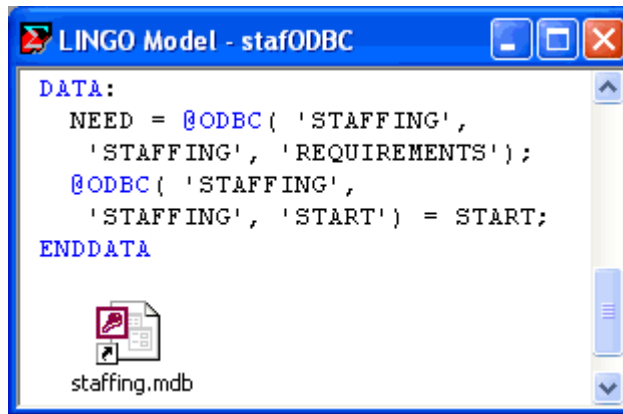 LINGO Model - stafODBC
DATA:
NEED = @ODBC( 'STAFFING',
'STAFFING', 'REQUIREMENTS');
@ODBC( 'STAFFING',
'STAFFING', 'START') = START;
ENDDATA
staffing.mdb